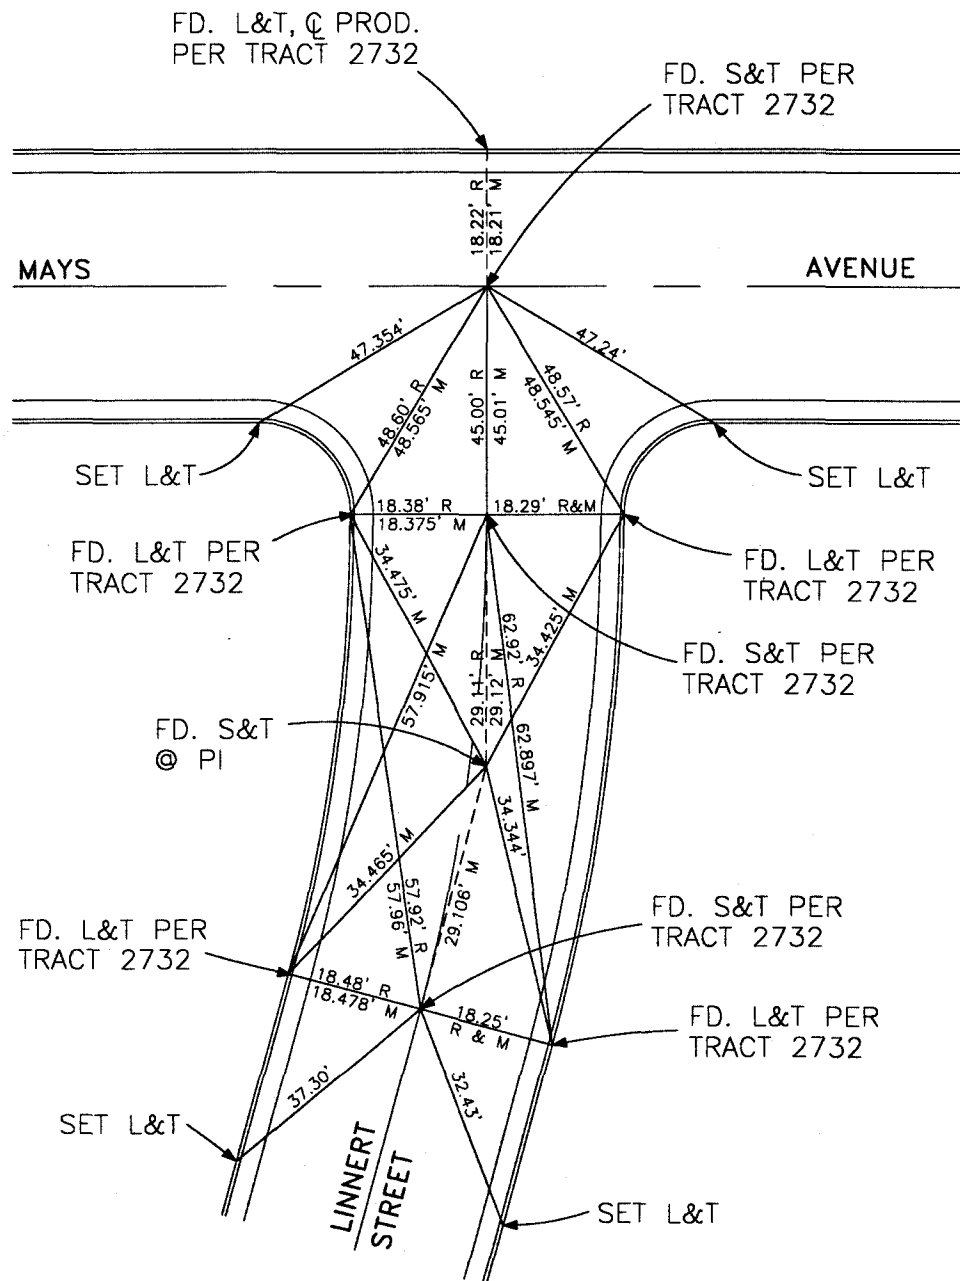 FD. L&T, ℄ PROD.
PER TRACT 2732
FD. S&T PER
TRACT 2732
18.22' R
18.21' M
MAYS
AVENUE
47.354'
47.24'
48.60' R
48.565' M
45.00' R
45.01' M
48.57' R
48.545' M
SET L&T
SET L&T
18.38' R
18.375' M
18.29' R&M
FD. L&T PER
TRACT 2732
FD. L&T PER
TRACT 2732
34.475' M
34.425' M
62.92' R
62.897' M
57.915' M
29.11' R
29.12' M
FD. S&T PER
TRACT 2732
FD. S&T
@ PI
34.344'
34.465' M
57.92' R
57.96' M
29.106' M
FD. S&T PER
TRACT 2732
FD. L&T PER
TRACT 2732
18.48' R
18.478' M
18.25'
R & M
FD. L&T PER
TRACT 2732
37.30'
32.43'
SET L&T
LINNERT
STREET
SET L&T